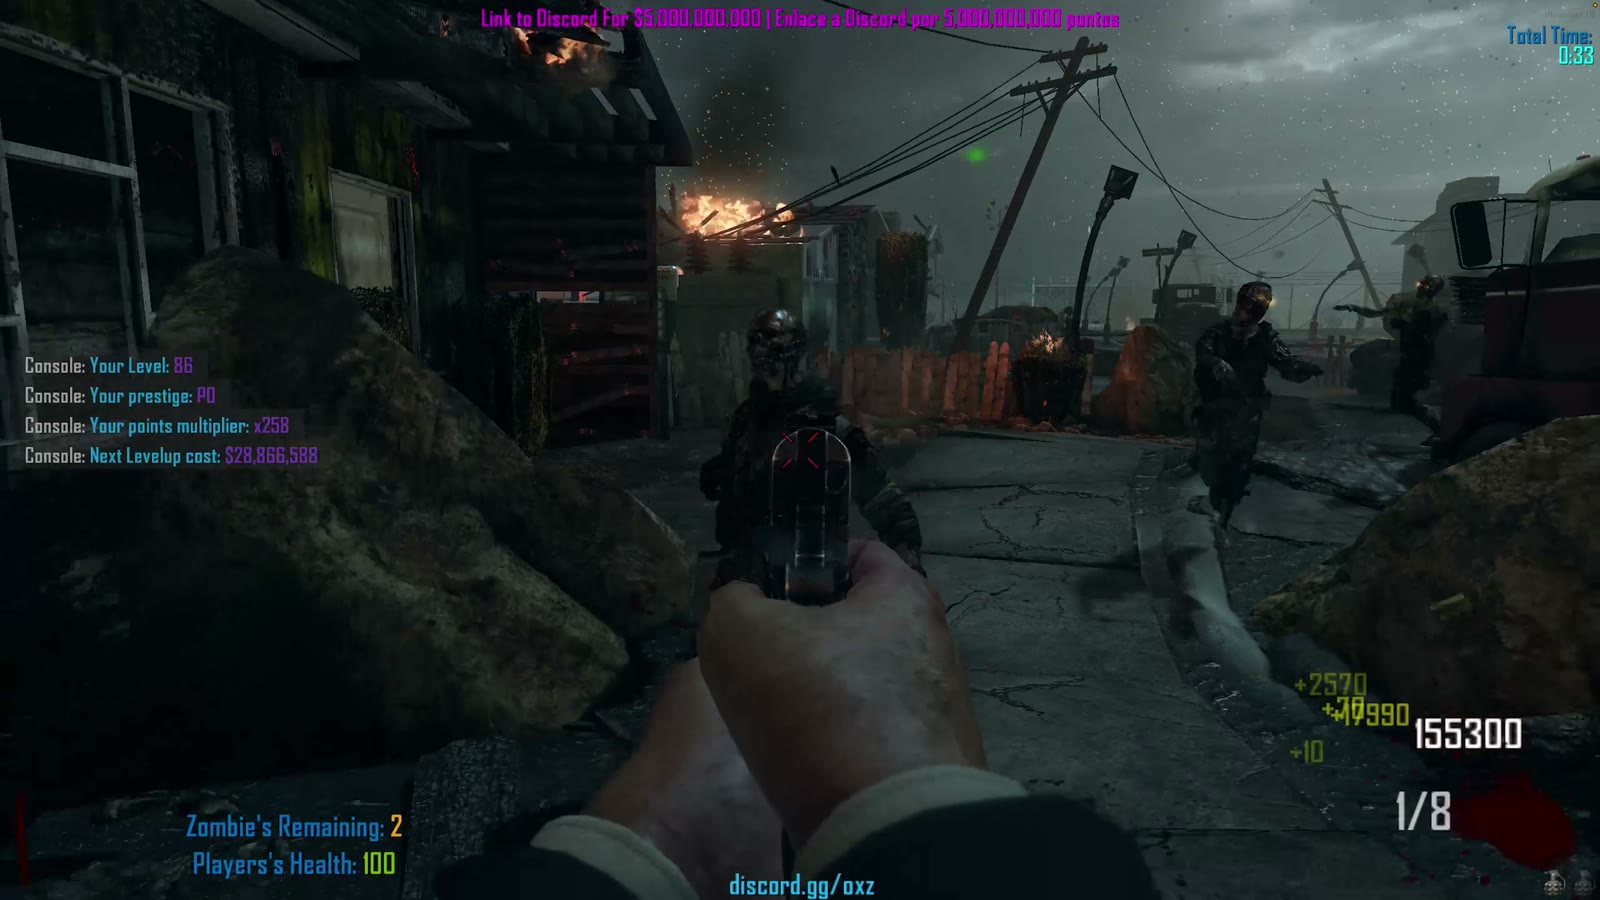 Link to Discord For $5,000,000,000 | Enlace a Discord por 5,000,000,000 puntos
Total Time:
0:33
Console: Your Level: 86
Console: Your prestige: P0
Console: Your points multiplier: x258
Console: Next Levelup cost: $28,866,588
+2570
+17990
155300
+10
1/8
Zombie's Remaining: 2
Players's Health: 100
discord.gg/oxz